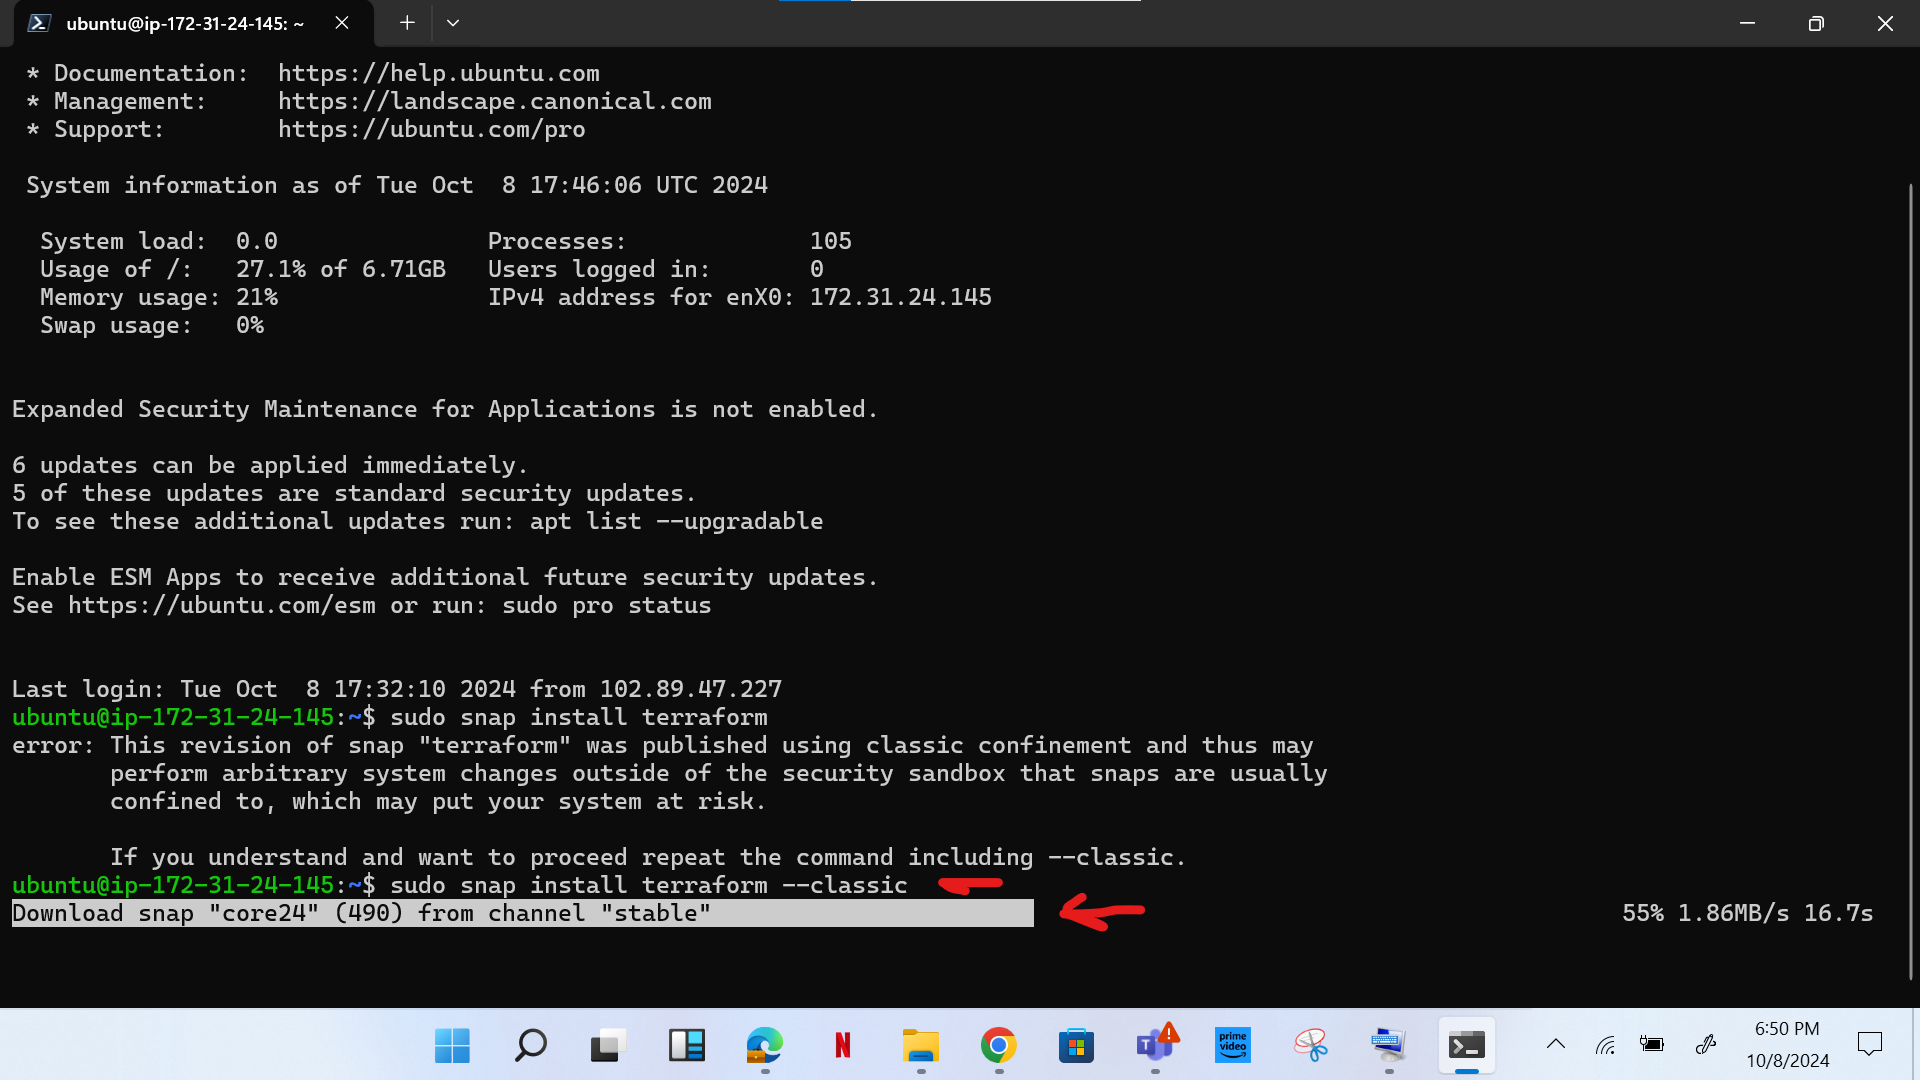 ubuntu@ip-172-31-24-145: ~
* Documentation:  https://help.ubuntu.com
* Management:     https://landscape.canonical.com
* Support:        https://ubuntu.com/pro
System information as of Tue Oct  8 17:46:06 UTC 2024
System load:  0.0               Processes:             105
Usage of /:   27.1% of 6.71GB   Users logged in:       0
Memory usage: 21%               IPv4 address for enX0: 172.31.24.145
Swap usage:   0%
Expanded Security Maintenance for Applications is not enabled.
6 updates can be applied immediately.
5 of these updates are standard security updates.
To see these additional updates run: apt list --upgradable
Enable ESM Apps to receive additional future security updates.
See https://ubuntu.com/esm or run: sudo pro status
Last login: Tue Oct  8 17:32:10 2024 from 102.89.47.227
ubuntu@ip-172-31-24-145:~$ sudo snap install terraform
error: This revision of snap "terraform" was published using classic confinement and thus may
perform arbitrary system changes outside of the security sandbox that snaps are usually
confined to, which may put your system at risk.
If you understand and want to proceed repeat the command including --classic.
ubuntu@ip-172-31-24-145:~$ sudo snap install terraform --classic
Download snap "core24" (490) from channel "stable"    55% 1.86MB/s 16.7s
N
T
prime video
6:50 PM
10/8/2024